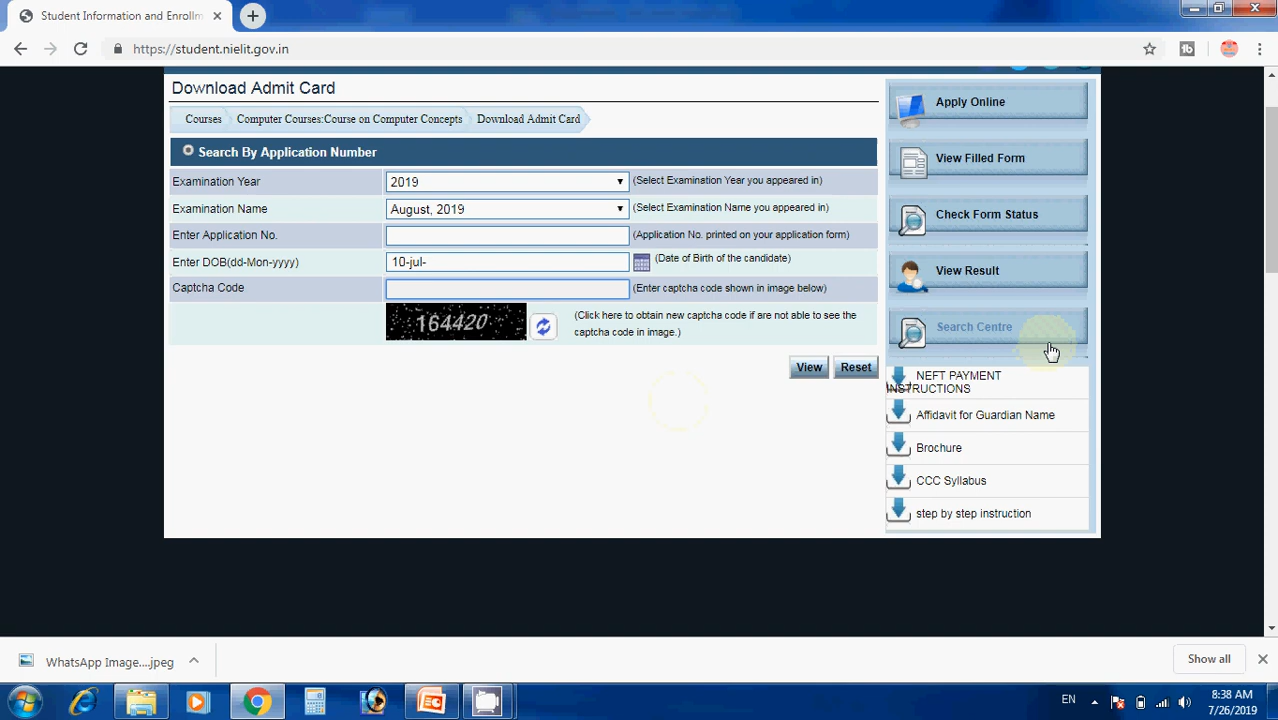 Student Information and Enrollm
https://student.nielit.gov.in
Download Admit Card
Courses
Computer Courses:Course on Computer Concepts
Download Admit Card
Search By Application Number
Examination Year
2019
(Select Examination Year you appeared in)
Examination Name
August, 2019
(Select Examination Name you appeared in)
Enter Application No.
(Application No. printed on your application form)
Enter DOB(dd-Mon-yyyy)
10-jul-
(Date of Birth of the candidate)
Captcha Code
(Enter captcha code shown in image below)
164420
(Click here to obtain new captcha code if are not able to see the
captcha code in image.)
View
Reset
Apply Online
View Filled Form
Check Form Status
View Result
Search Centre
NEFT PAYMENT
INSTRUCTIONS
Affidavit for Guardian Name
Brochure
CCC Syllabus
step by step instruction
WhatsApp Image....jpeg
Show all
EN
8:38 AM
7/26/2019